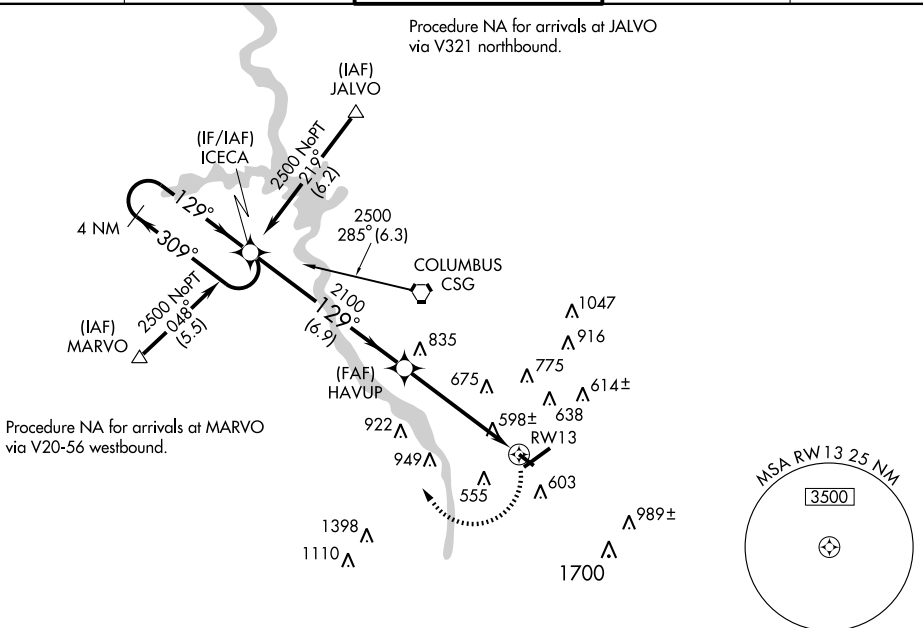 Procedure NA for arrivals at JALVO
via V321 northbound.
(IAF)
JALVO
(IF/IAF)
ICECA
2500 NoPT
219°
(6.2)
129°
4 NM
309°
2500
285° (6.3)
COLUMBUS
CSG
2500 NoPT
048°
(5.5)
(IAF)
MARVO
2100
129°
(6.9)
1047
916
835
(FAF)
HAVUP
675
775
614±
638
598±
RW13
Procedure NA for arrivals at MARVO
via V20-56 westbound.
922
949
555
603
MSA RW 13 25 NM
3500
989±
1398
1110
1700